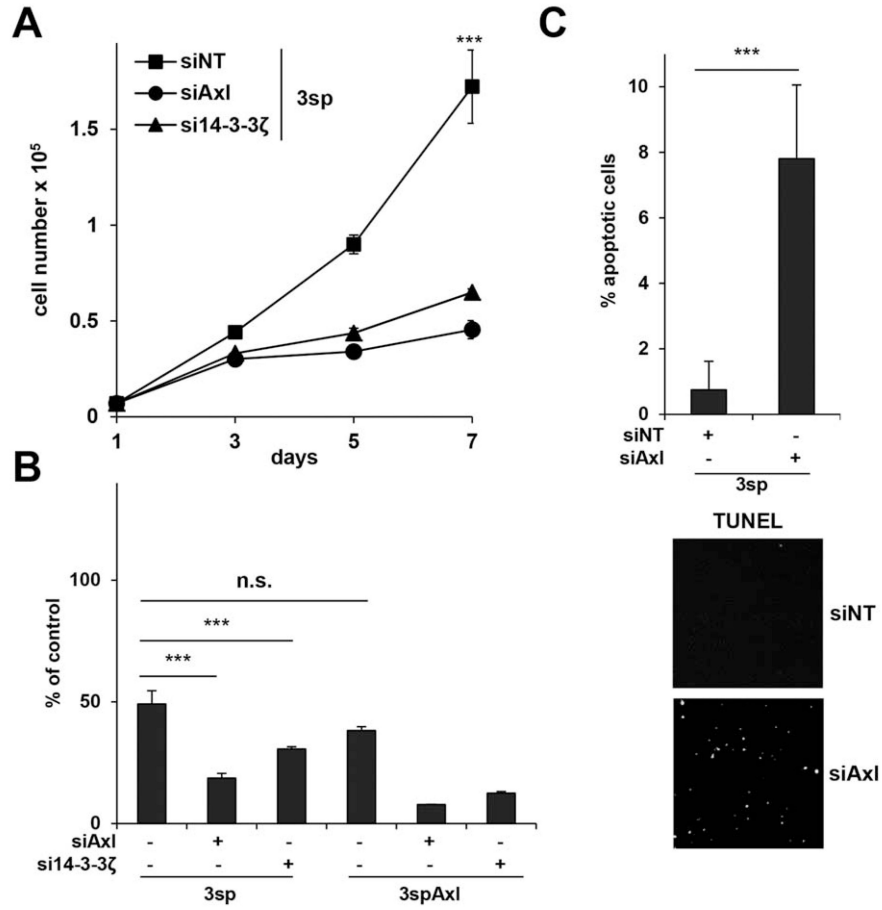 A
siNT
siAxl
si14-3-3ζ
3sp
***
1.5
1
0.5
0
cell number x 10⁵
1
3
5
7
days
B
100
50
0
% of control
n.s.
***
***
siAxl - + - - + -
si14-3-3ζ - - + - - +
3sp
3spAxl
C
***
10
8
6
4
2
0
% apoptotic cells
siNT + -
siAxl - +
3sp
TUNEL
siNT
siAxl